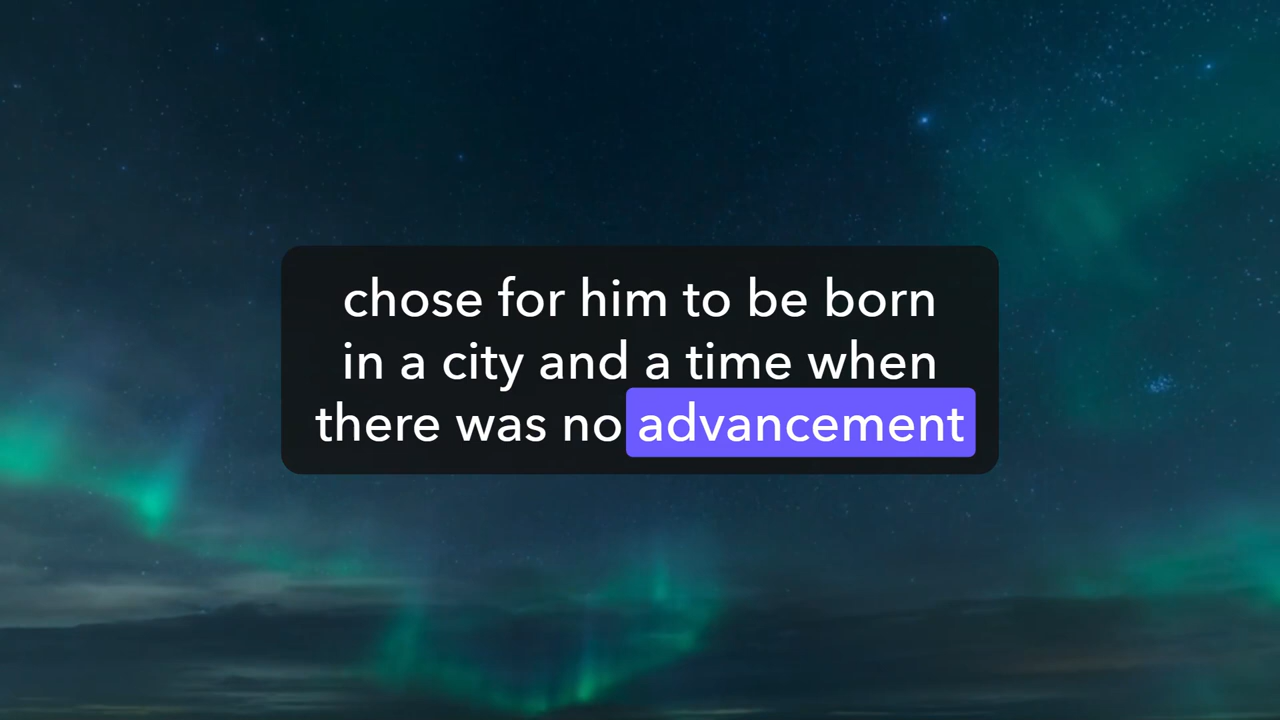 chose for him to be born
in a city and a time when
there was no advancement